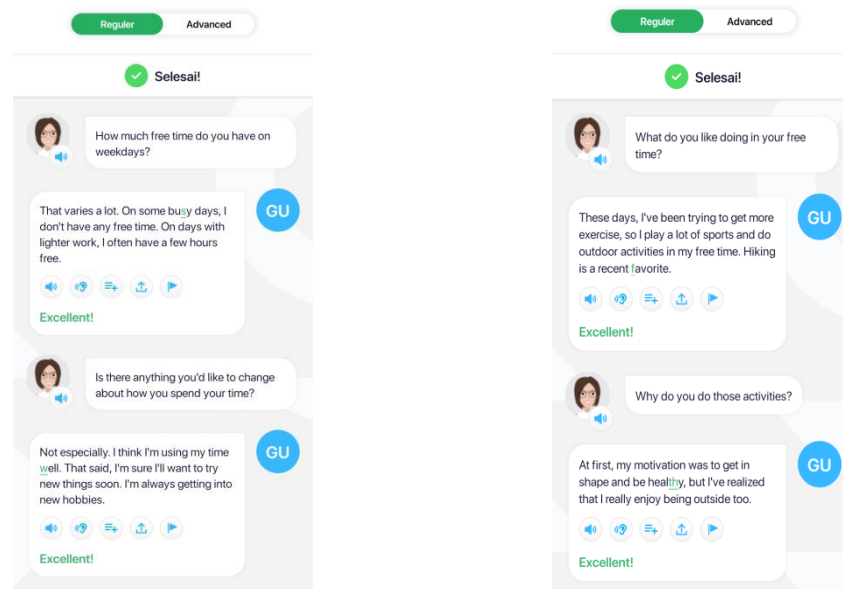 Reguler Advanced
Selesai!
How much free time do you have on
weekdays?
That varies a lot. On some busy days, I
don't have any free time. On days with
lighter work, I often have a few hours
free.
GU
Excellent!
Is there anything you'd like to change
about how you spend your time?
Not especially. I think I'm using my time
well. That said, I'm sure I'll want to try
new things soon. I'm always getting into
new hobbies.
GU
Excellent!
Reguler Advanced
Selesai!
What do you like doing in your free
time?
These days, I've been trying to get more
exercise, so I play a lot of sports and do
outdoor activities in my free time. Hiking
is a recent favorite.
GU
Excellent!
Why do you do those activities?
At first, my motivation was to get in
shape and be healthy, but I've realized
that I really enjoy being outside too.
GU
Excellent!